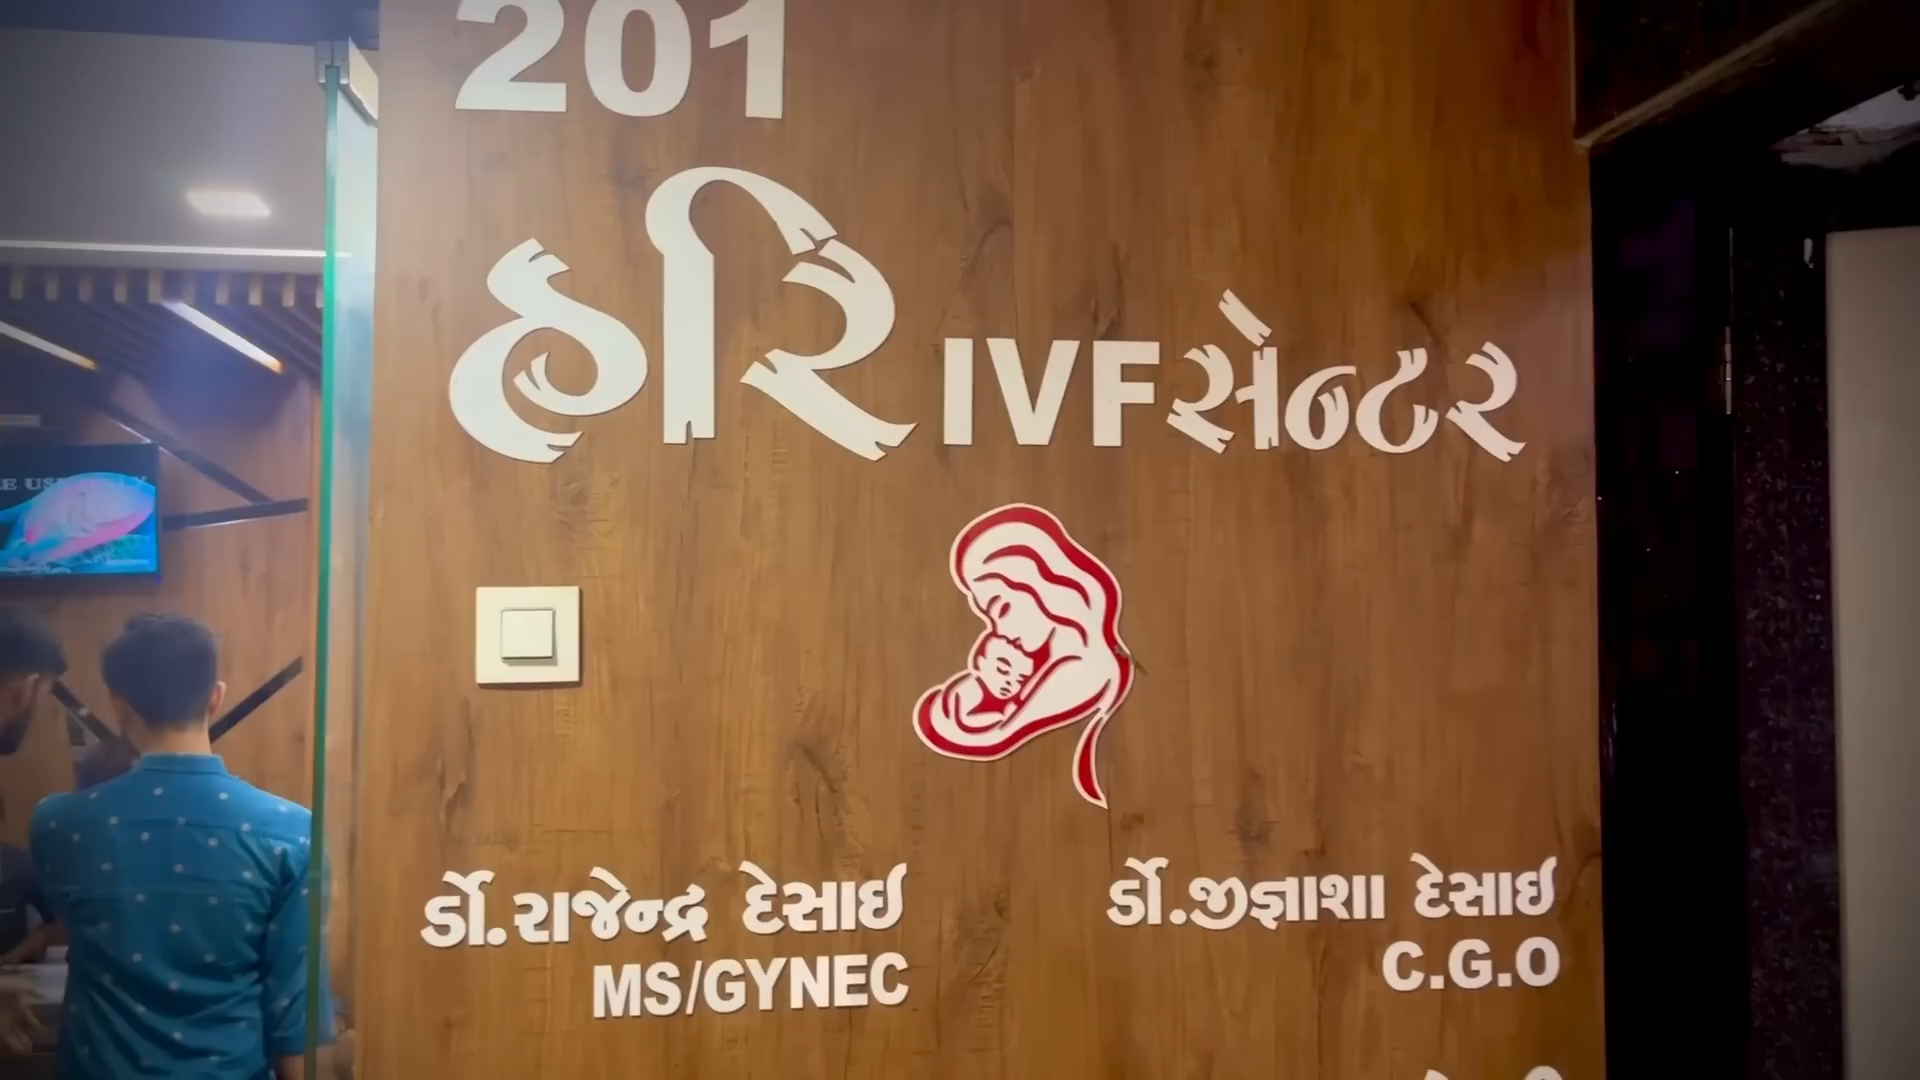 201
હરિ IVF સેન્ટર
ર્ડા.રાજેન્દ્ર દેસાઈ
MS/GYNEC
ર્ડા.જીજ્ઞાશા દેસાઈ
C.G.O